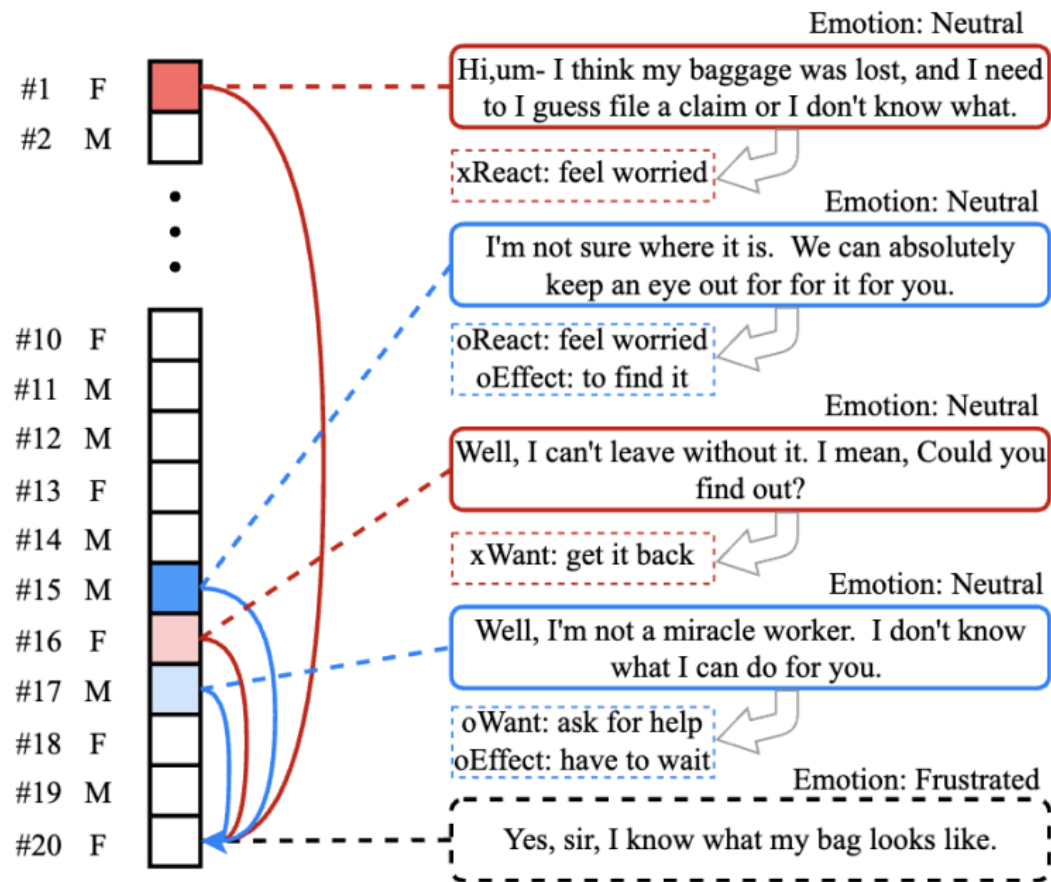 Emotion: Neutral
#1 F
Hi,um- I think my baggage was lost, and I need
to I guess file a claim or I don't know what.
#2 M
xReact: feel worried
Emotion: Neutral
I'm not sure where it is. We can absolutely
keep an eye out for for it for you.
#10 F
oReact: feel worried
oEffect: to find it
#11 M
Emotion: Neutral
#12 M
Well, I can't leave without it. I mean, Could you
find out?
#13 F
#14 M
xWant: get it back
Emotion: Neutral
#15 M
#16 F
Well, I'm not a miracle worker. I don't know
what I can do for you.
#17 M
oWant: ask for help
oEffect: have to wait
#18 F
Emotion: Frustrated
#19 M
#20 F
Yes, sir, I know what my bag looks like.